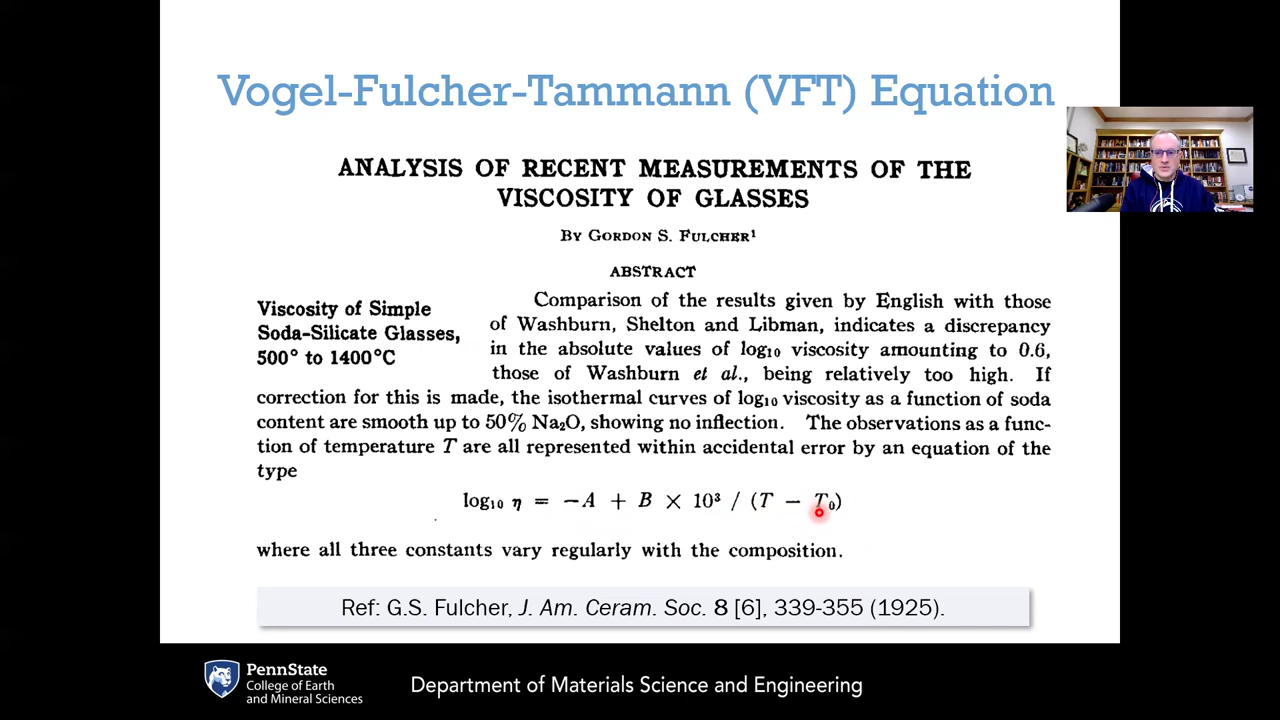 Vogel-Fulcher-Tammann (VFT) Equation
ANALYSIS OF RECENT MEASUREMENTS OF THE
VISCOSITY OF GLASSES
By Gordon S. Fulcher¹
ABSTRACT
Viscosity of Simple
Soda-Silicate Glasses,
500° to 1400°C
Comparison of the results given by English with those
of Washburn, Shelton and Libman, indicates a discrepancy
in the absolute values of log₁₀ viscosity amounting to 0.6,
those of Washburn et al., being relatively too high. If
correction for this is made, the isothermal curves of log₁₀ viscosity as a function of soda
content are smooth up to 50% Na₂O, showing no inflection. The observations as a func-
tion of temperature T are all represented within accidental error by an equation of the
type
log₁₀ η = −A + B × 10³ / (T − T₀)
where all three constants vary regularly with the composition.
Ref: G.S. Fulcher, J. Am. Ceram. Soc. 8 [6], 339-355 (1925).
PennState
College of Earth
and Mineral Sciences
Department of Materials Science and Engineering